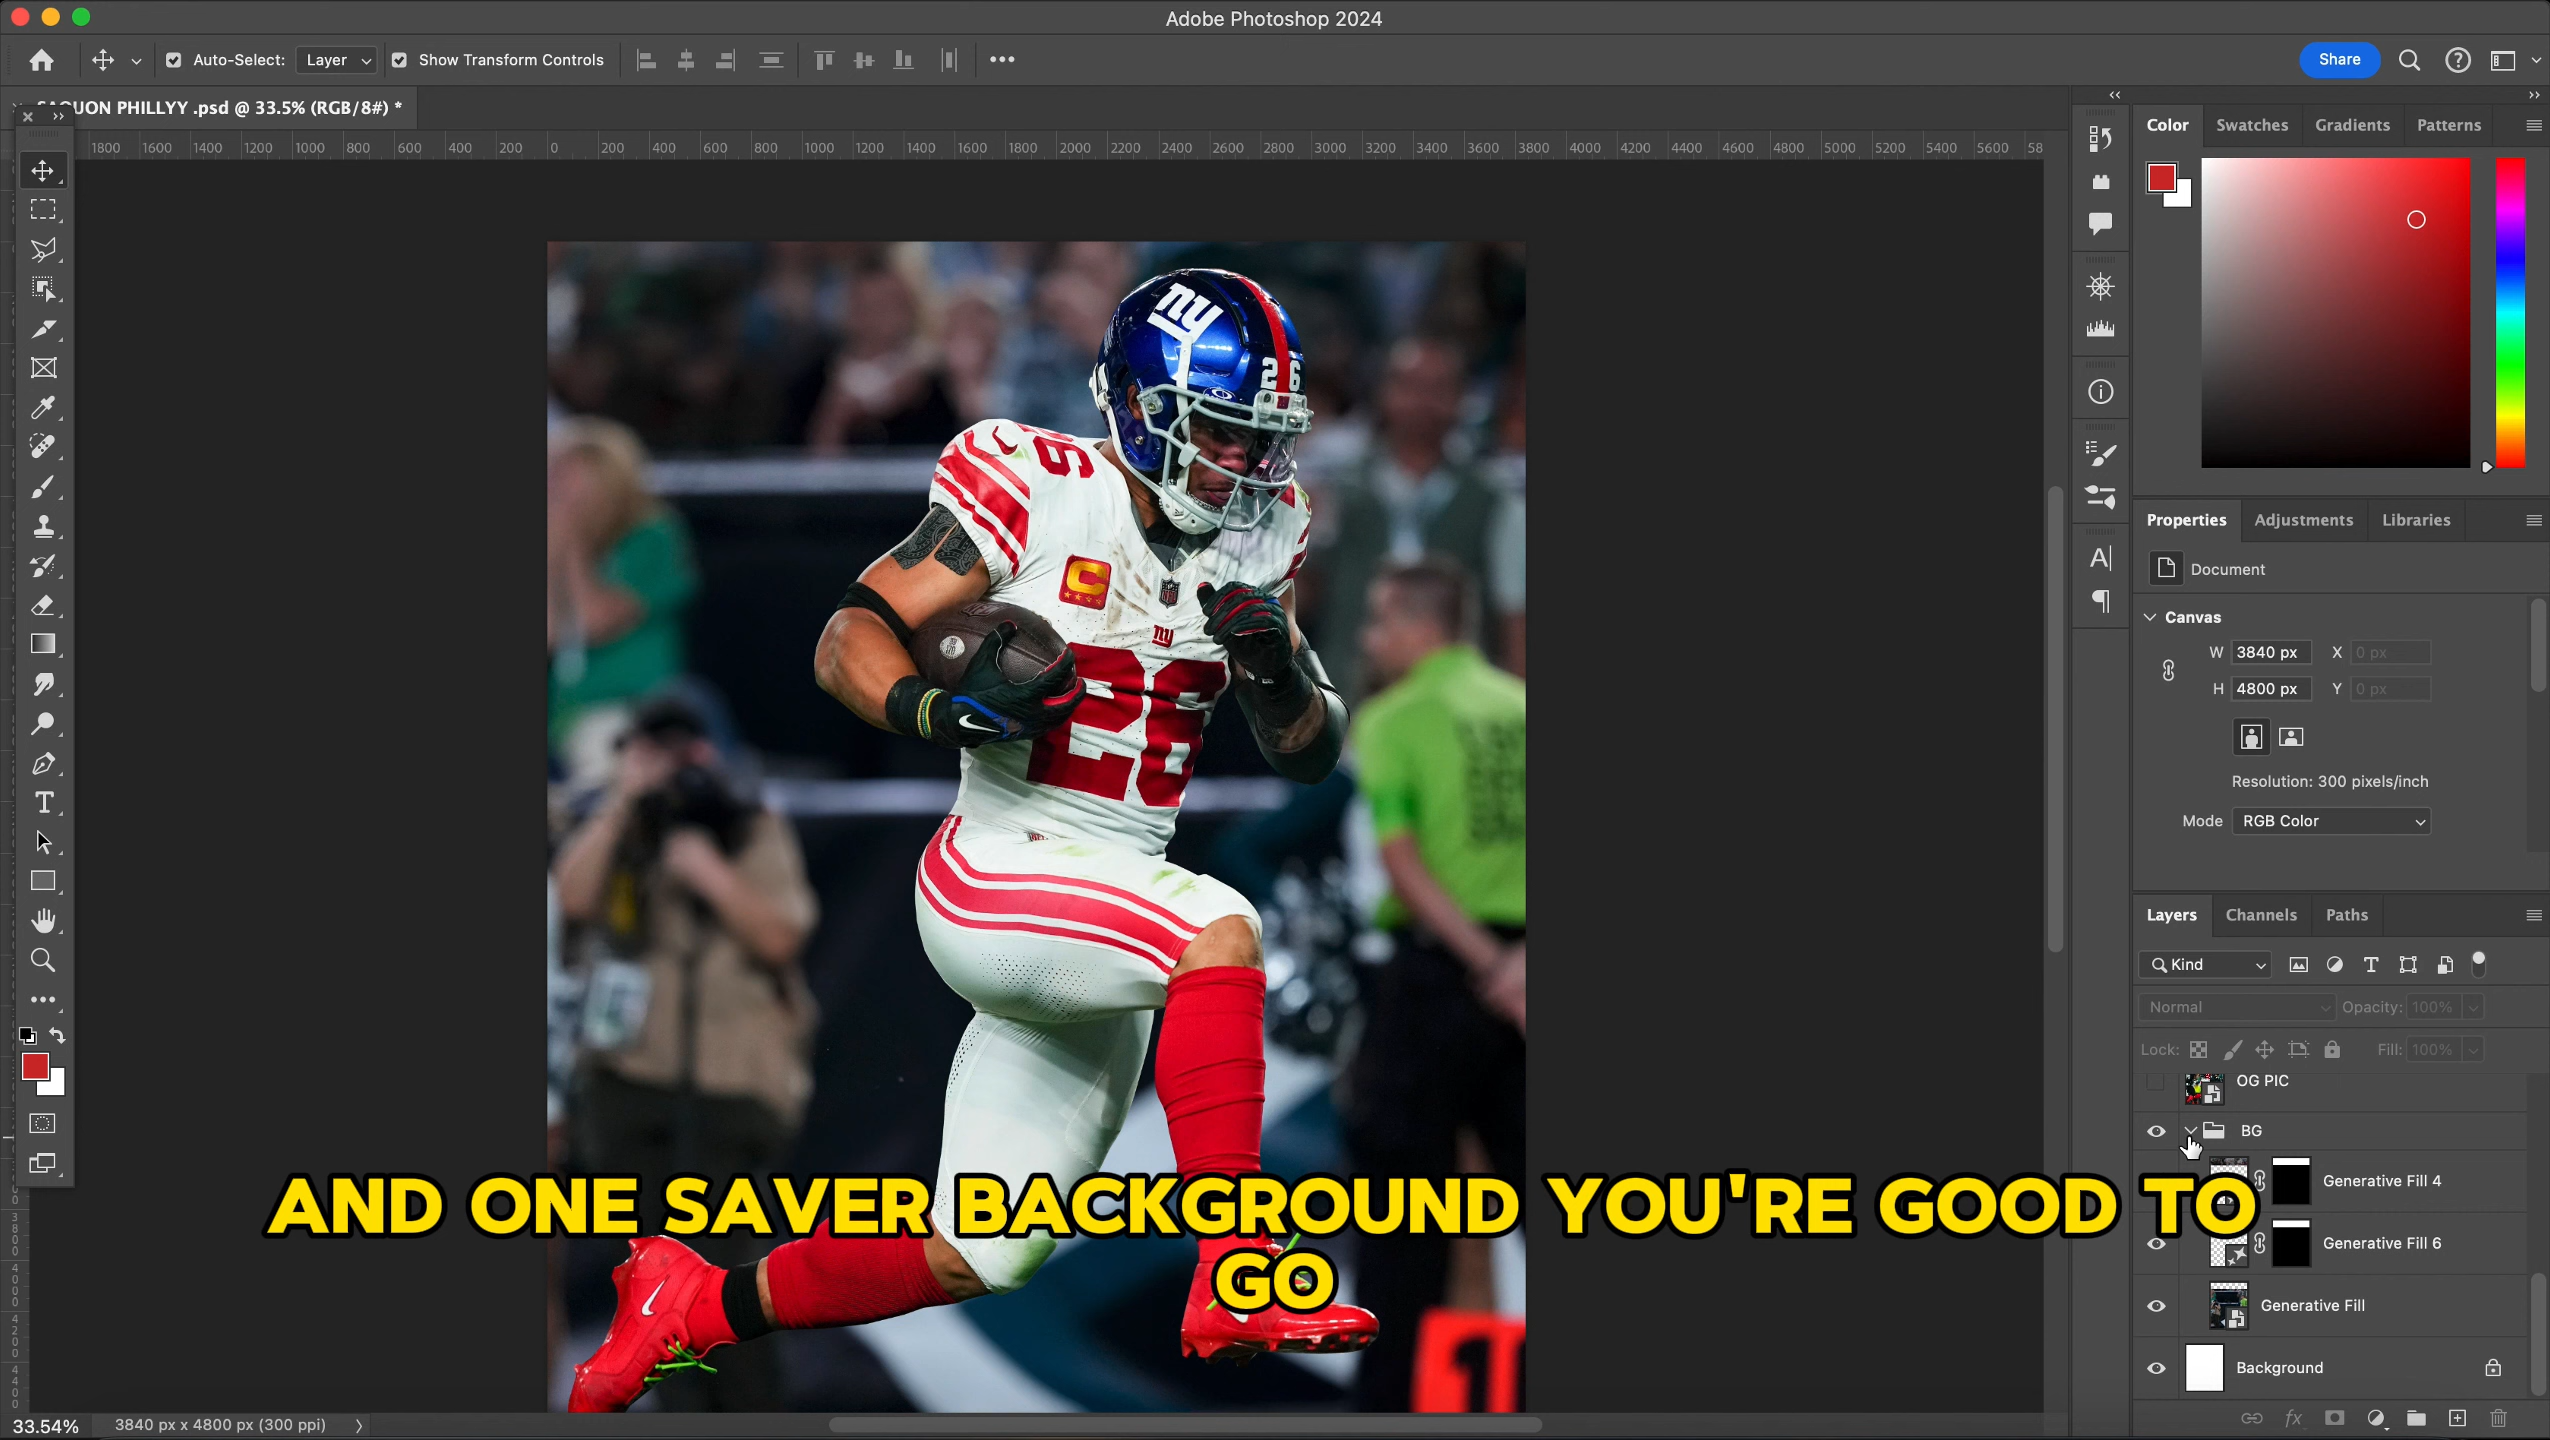 Adobe Photoshop 2024
Auto-Select: Layer Show Transform Controls ••• Share
UON PHILLYY .psd @ 33.5% (RGB/8#) *
1800 1600 1400 1200 1000 800 600 400 200 0 200 400 600 800 1000 1200 1400 1600 1800 2000 2200 2400 2600 2800 3000 3200 3400 3600 3800 4000 4200 4400 4600 4800 5000 5200 5400 5600 58
Color Swatches Gradients Patterns
Properties Adjustments Libraries
Document
Canvas
W 3840 px X 0 px
H 4800 px Y 0 px
Resolution: 300 pixels/inch
Mode RGB Color
Layers Channels Paths
Kind
Normal Opacity: 100%
Lock: Fill: 100%
OG PIC
BG
Generative Fill 4
Generative Fill 6
Generative Fill
Background
ny
26
C
ny
26
AND ONE SAVER BACKGROUND YOU'RE GOOD TO
GO
1
33.54% 3840 px x 4800 px (300 ppi)